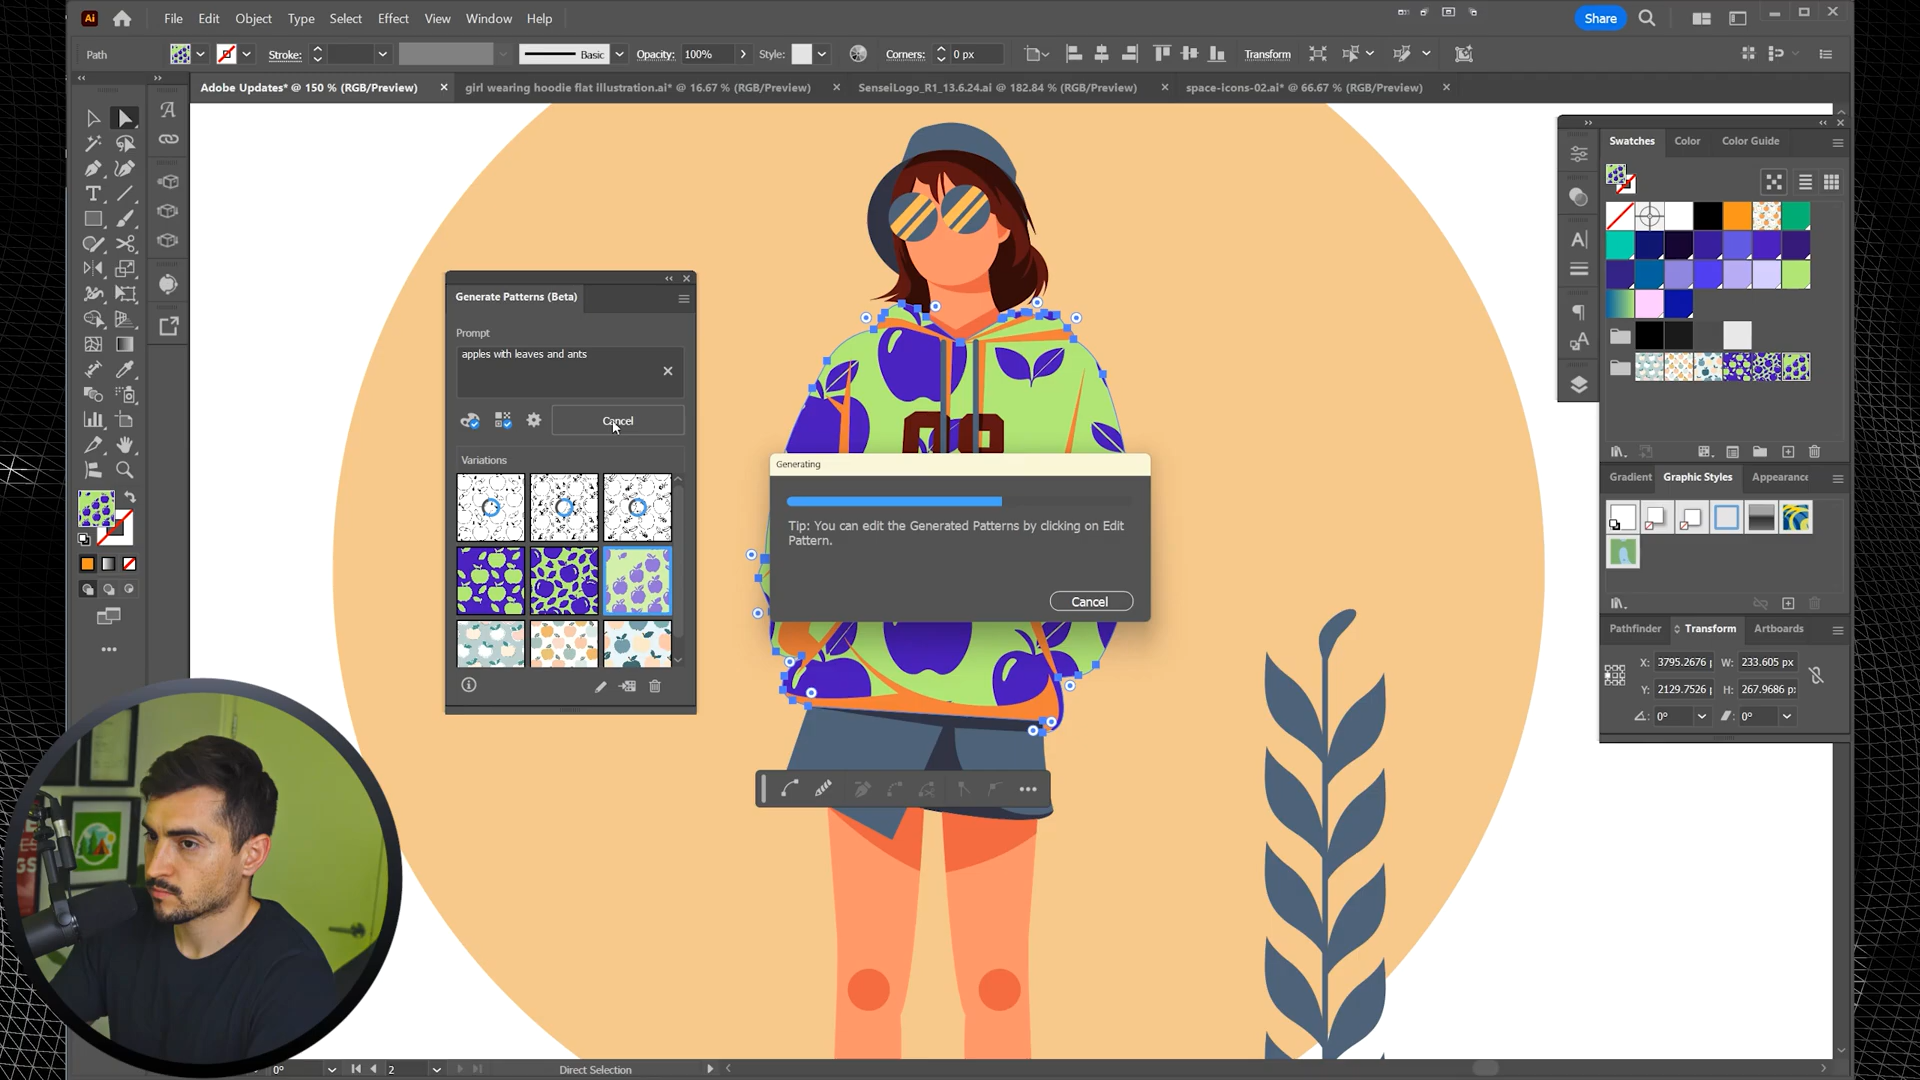 Ai
File Edit Object Type Select Effect View Window Help
Share
Path
Stroke:
Basic
Opacity: 100%
Style:
Corners: 0 px
Transform
Adobe Updates* @ 150 % (RGB/Preview)
girl wearing hoodie flat illustration.ai* @ 16.67 % (RGB/Preview)
SenseiLogo_R1_13.6.24.ai @ 182.84 % (RGB/Preview)
space-icons-02.ai* @ 66.67 % (RGB/Preview)
Swatches Color Color Guide
Generate Patterns (Beta)
Prompt
apples with leaves and ants
Cancel
Variations
Generating
Tip: You can edit the Generated Patterns by clicking on Edit
Pattern.
Cancel
Gradient Graphic Styles Appearance
Pathfinder Transform Artboards
X: 3795.2676 W: 233.605 px
Y: 2129.7526 H: 267.9686 px
0° 0°
0° 2 Direct Selection